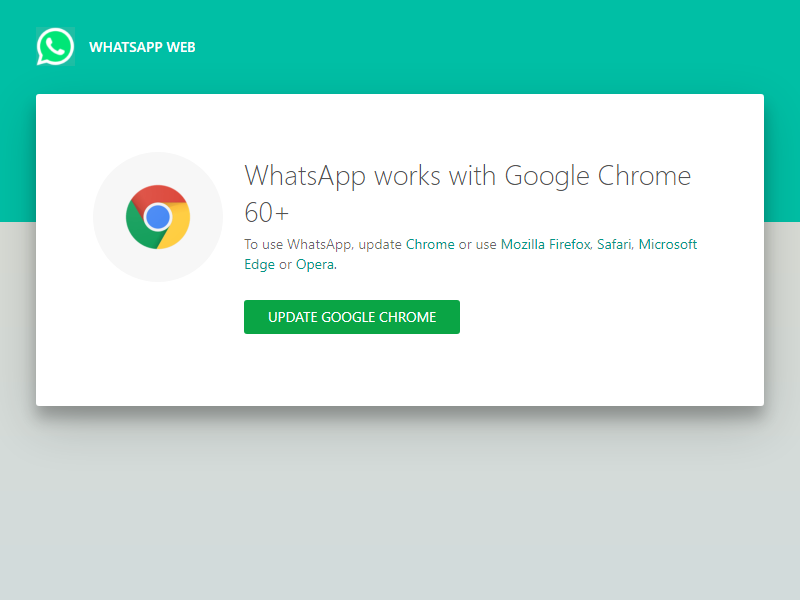 WHATSAPP WEB
WhatsApp works with Google Chrome
60+
To use WhatsApp, update Chrome or use Mozilla Firefox, Safari, Microsoft
Edge or Opera.
UPDATE GOOGLE CHROME